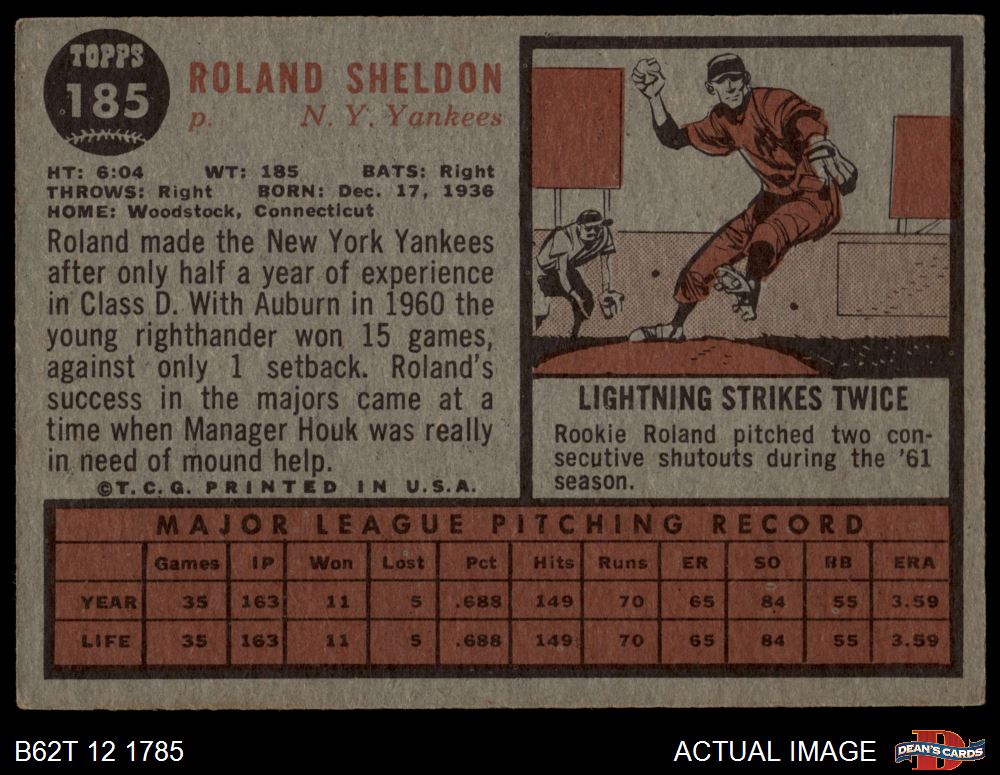 TOPPS
185
ROLAND SHELDON
p. N. Y. Yankees
HT: 6:04 WT: 185 BATS: Right
THROWS: Right BORN: Dec. 17, 1936
HOME: Woodstock, Connecticut
Roland made the New York Yankees
after only half a year of experience
in Class D. With Auburn in 1960 the
young righthander won 15 games,
against only 1 setback. Roland's
success in the majors came at a
time when Manager Houk was really
in need of mound help.
©T. C. G. PRINTED IN U.S.A.
LIGHTNING STRIKES TWICE
Rookie Roland pitched two con-
secutive shutouts during the '61
season.
MAJOR LEAGUE PITCHING RECORD
Games IP Won Lost Pct Hits Runs ER SO BB ERA
YEAR 35 163 11 5 .688 149 70 65 84 55 3.59
LIFE 35 163 11 5 .688 149 70 65 84 55 3.59
B62T 12 1785
ACTUAL IMAGE
D
DEAN'S CARDS